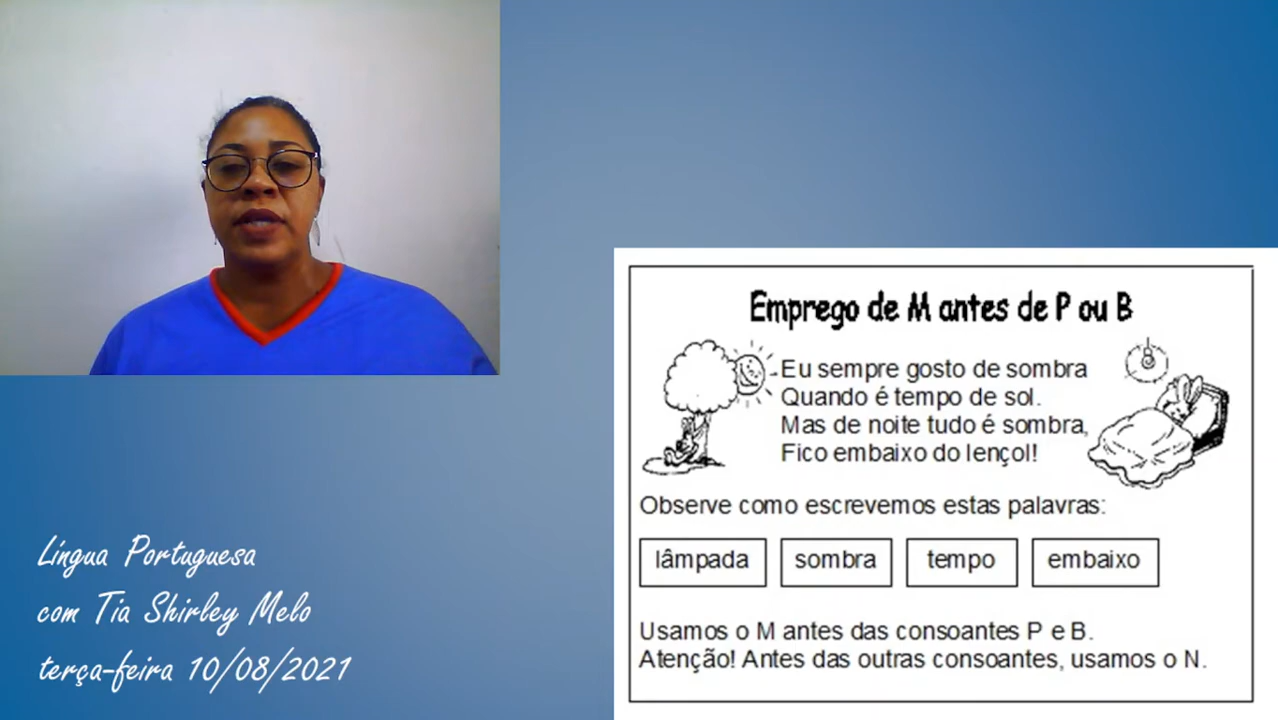 Língua Portuguesa
com Tia Shirley Melo
terça-feira 10/08/2021
Emprego de M antes de P ou B
Eu sempre gosto de sombra
Quando é tempo de sol.
Mas de noite tudo é sombra,
Fico embaixo do lençol!
Observe como escrevemos estas palavras:
lâmpada sombra tempo embaixo
Usamos o M antes das consoantes P e B.
Atenção! Antes das outras consoantes, usamos o N.